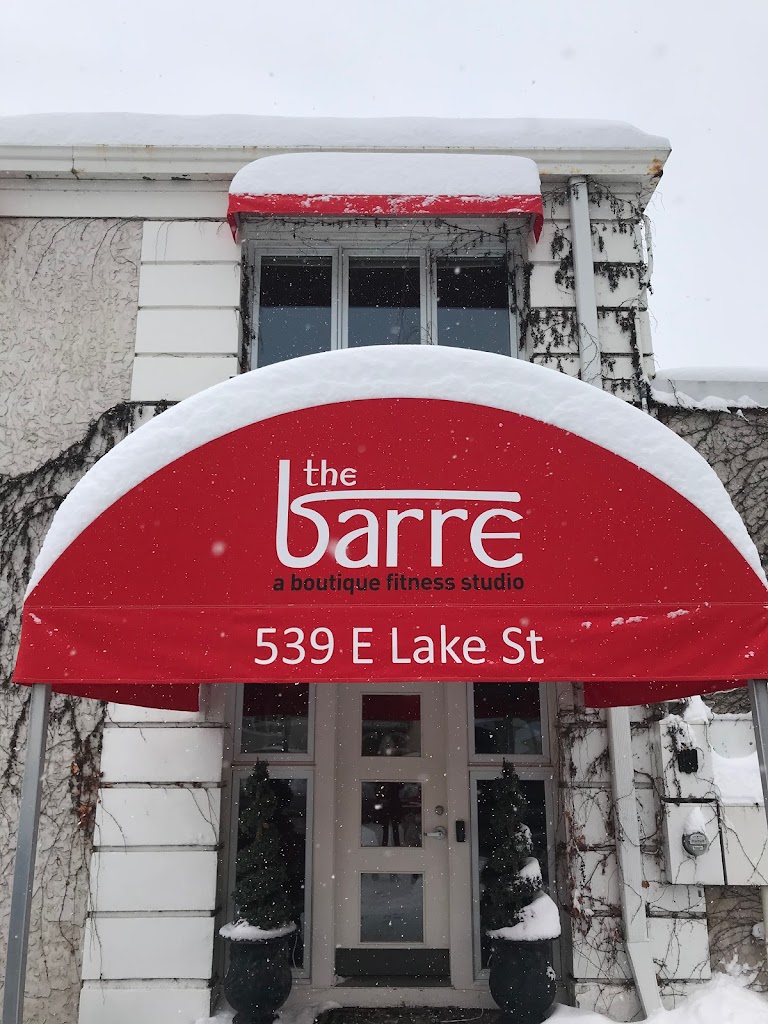 the
barre
a boutique fitness studio
539 E Lake St